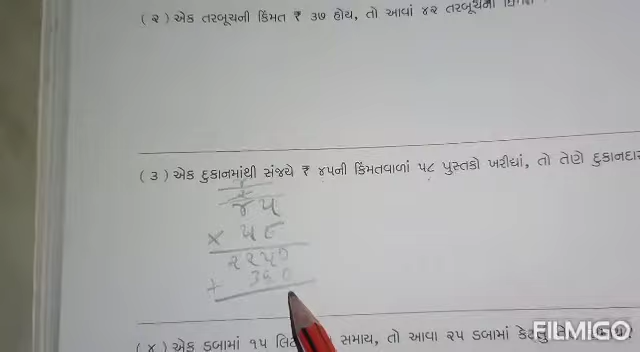 (૨) એક તરબૂચની કિંમત ₹ ૩૭ હોય, તો આવાં ૪૨ તરબૂચની
(૩) એક દુકાનમાંથી સંજયે ₹ ૪૫ની કિંમતવાળાં ૫૮ પુસ્તકો ખરીદ્યાં, તો તેણે દુકાનદા
૪૫
× ૫૮
૨૨૫૦
+ ૩૬૦
(૪) એક ડબામાં ૧૫ સમાય, તો આવા ૨૫ ડબામાં
FILMIGO